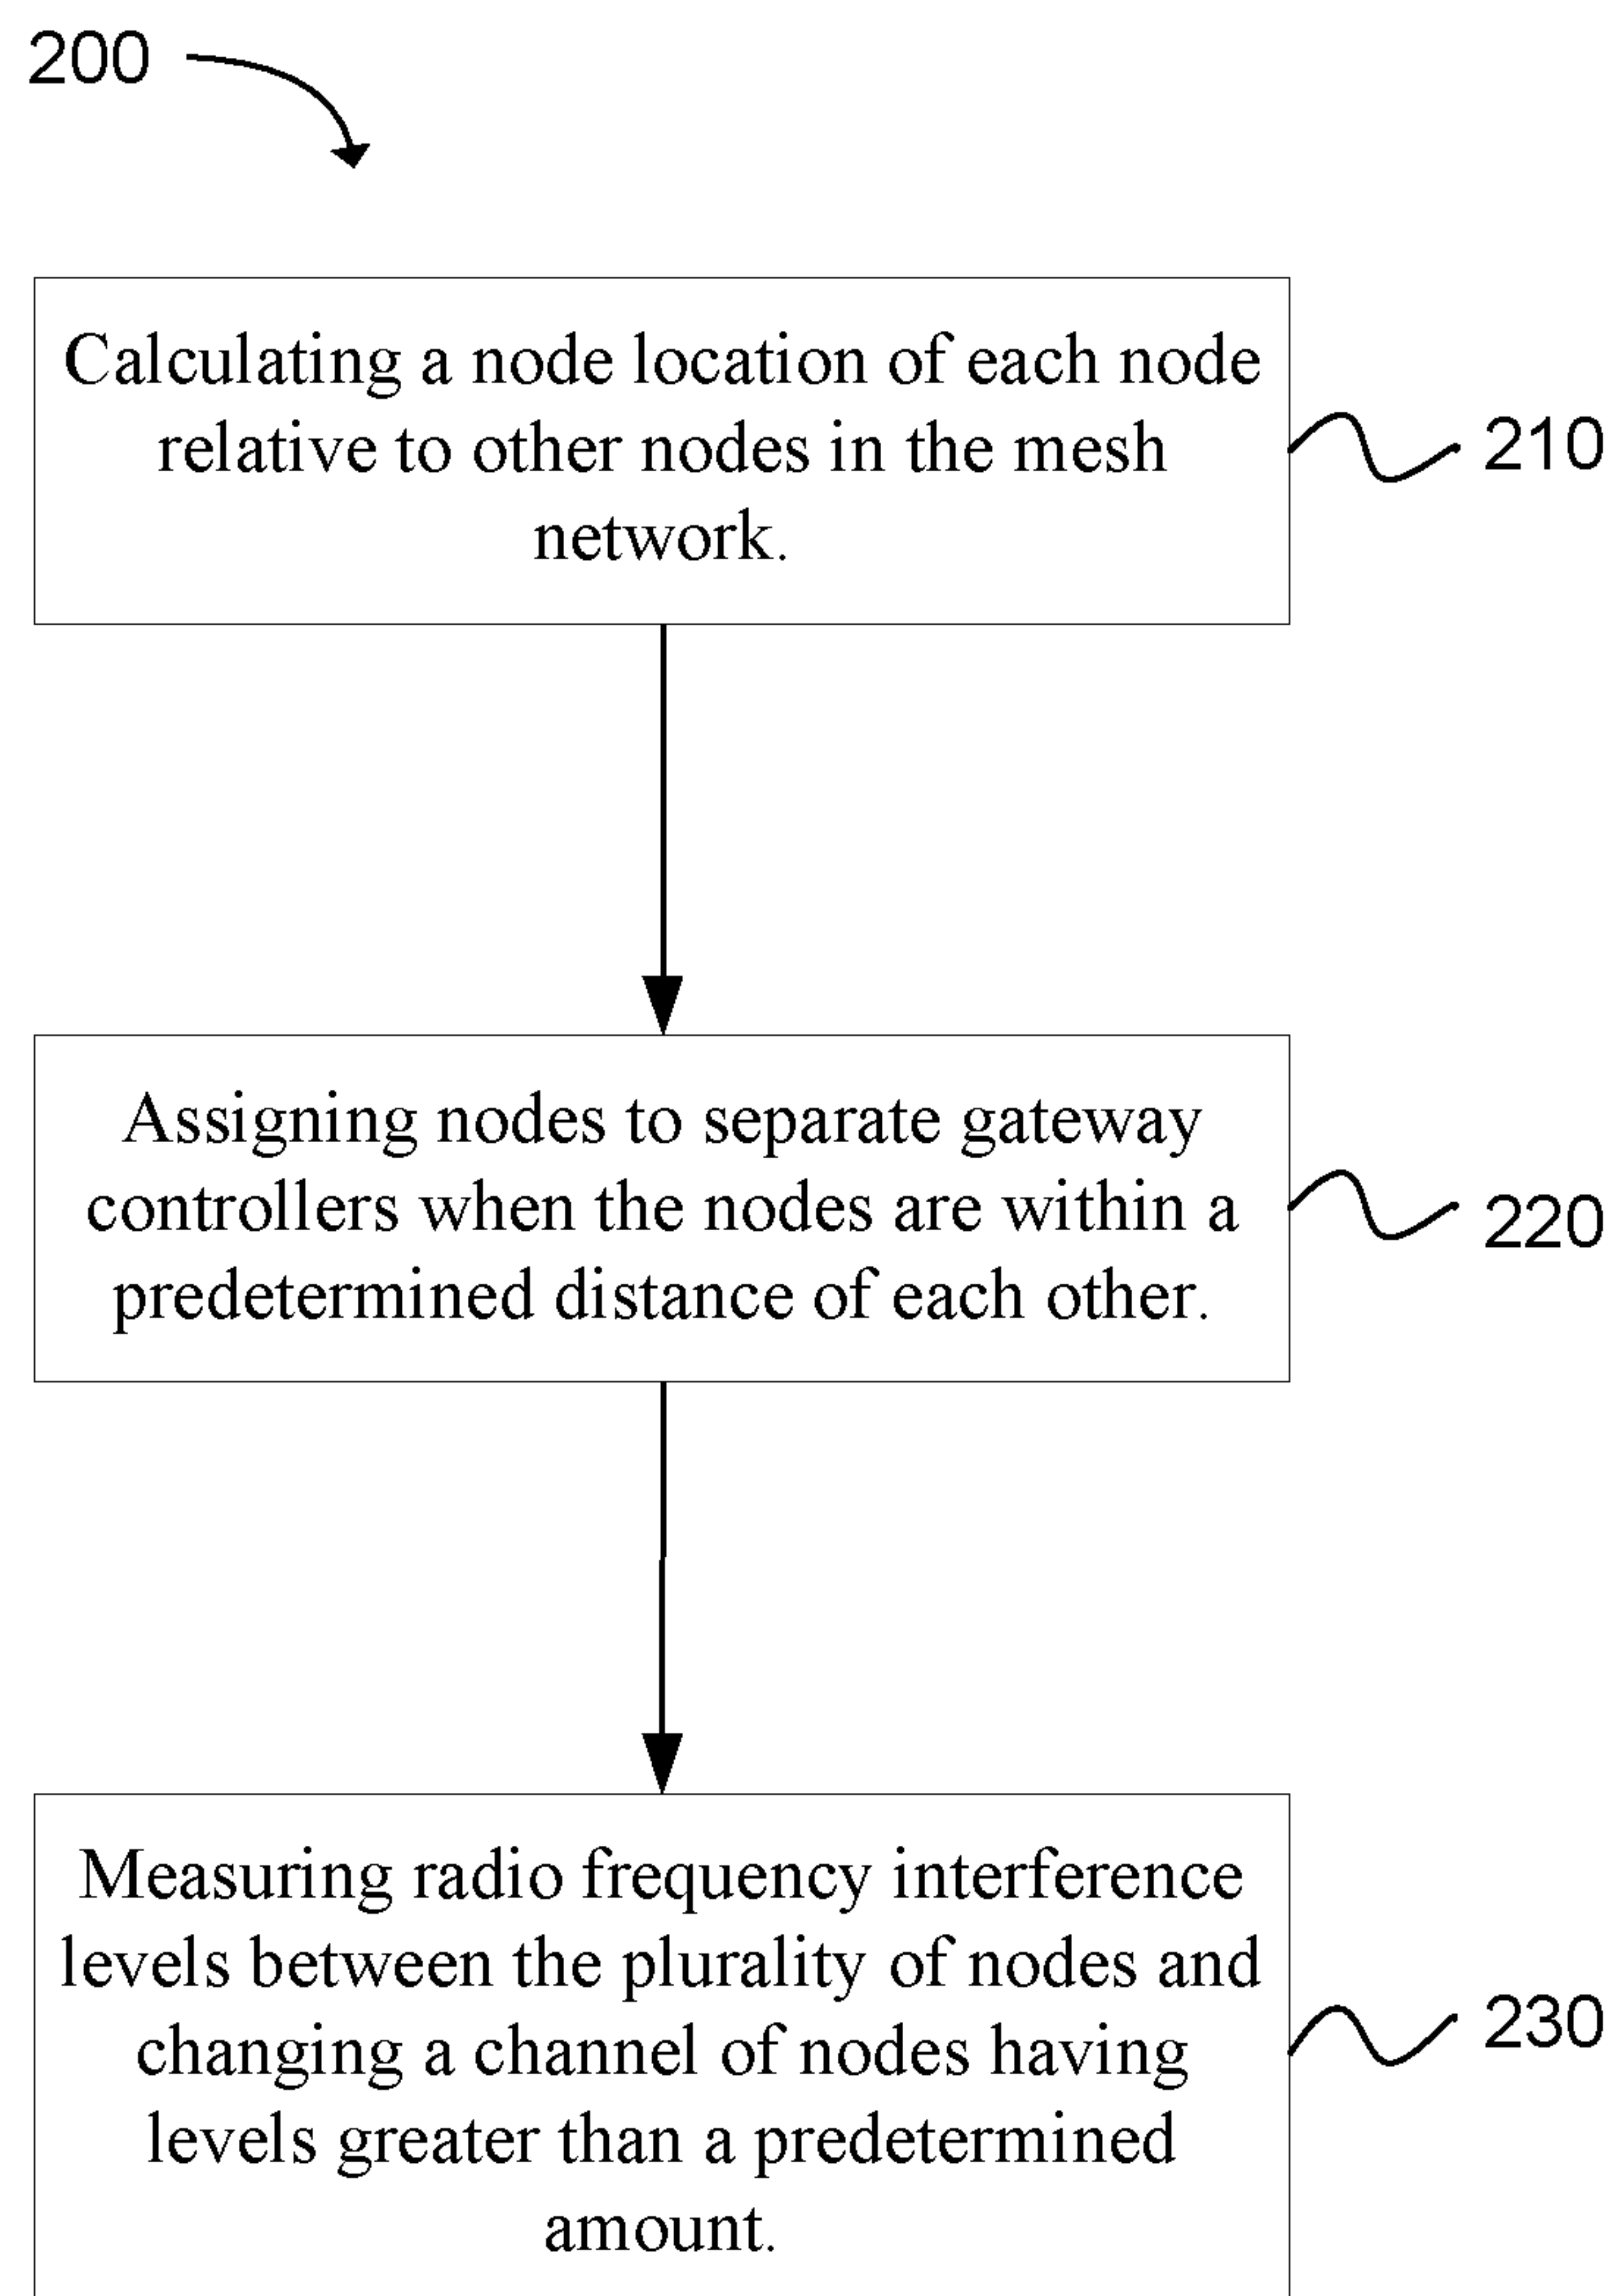 200
Calculating a node location of each node
relative to other nodes in the mesh
network.
210
Assigning nodes to separate gateway
controllers when the nodes are within a
predetermined distance of each other.
220
Measuring radio frequency interference
levels between the plurality of nodes and
changing a channel of nodes having
levels greater than a predetermined
amount.
230